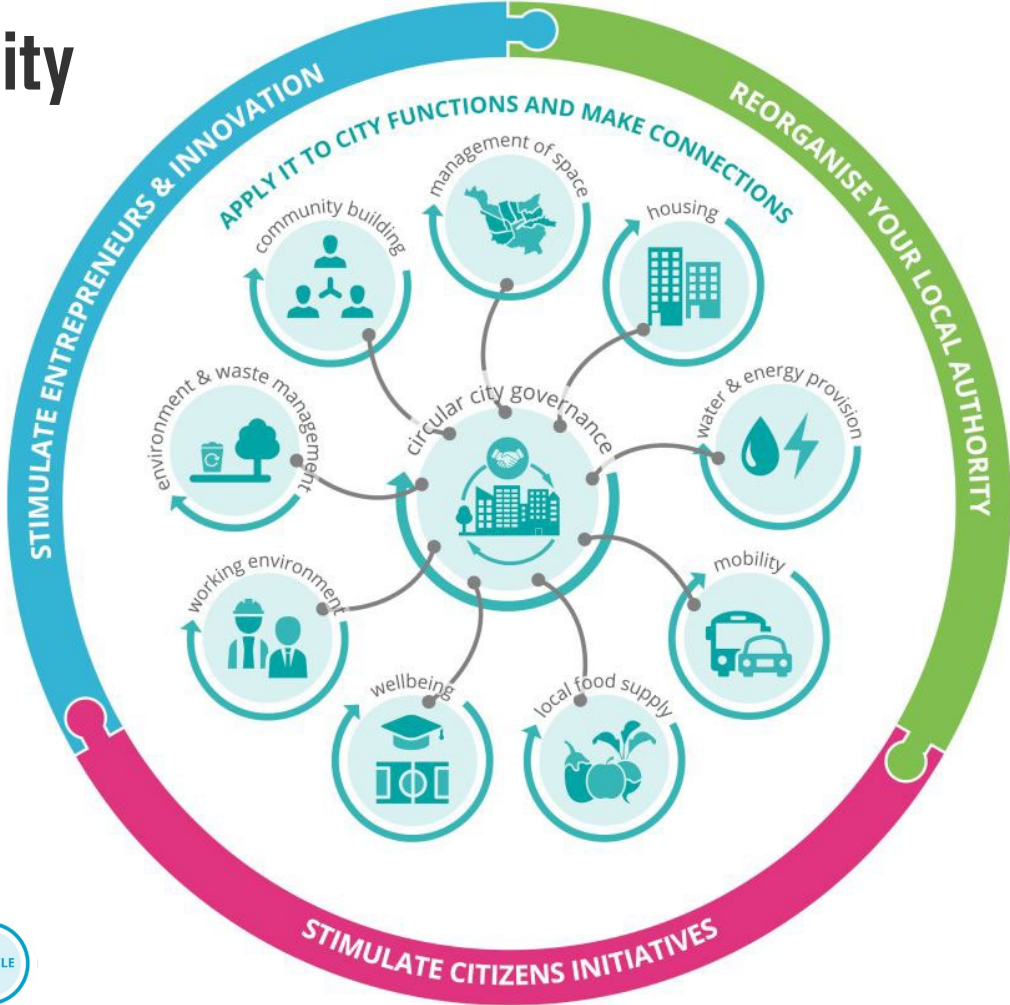 ity
STIMULATE ENTREPRENEURS & INNOVATION
REORGANISE YOUR LOCAL AUTHORITY
APPLY IT TO CITY FUNCTIONS AND MAKE CONNECTIONS
management of space
community building
housing
environment & waste management
circular city governance
water & energy provision
working environment
mobility
wellbeing
local food supply
STIMULATE CITIZENS INITIATIVES
LE